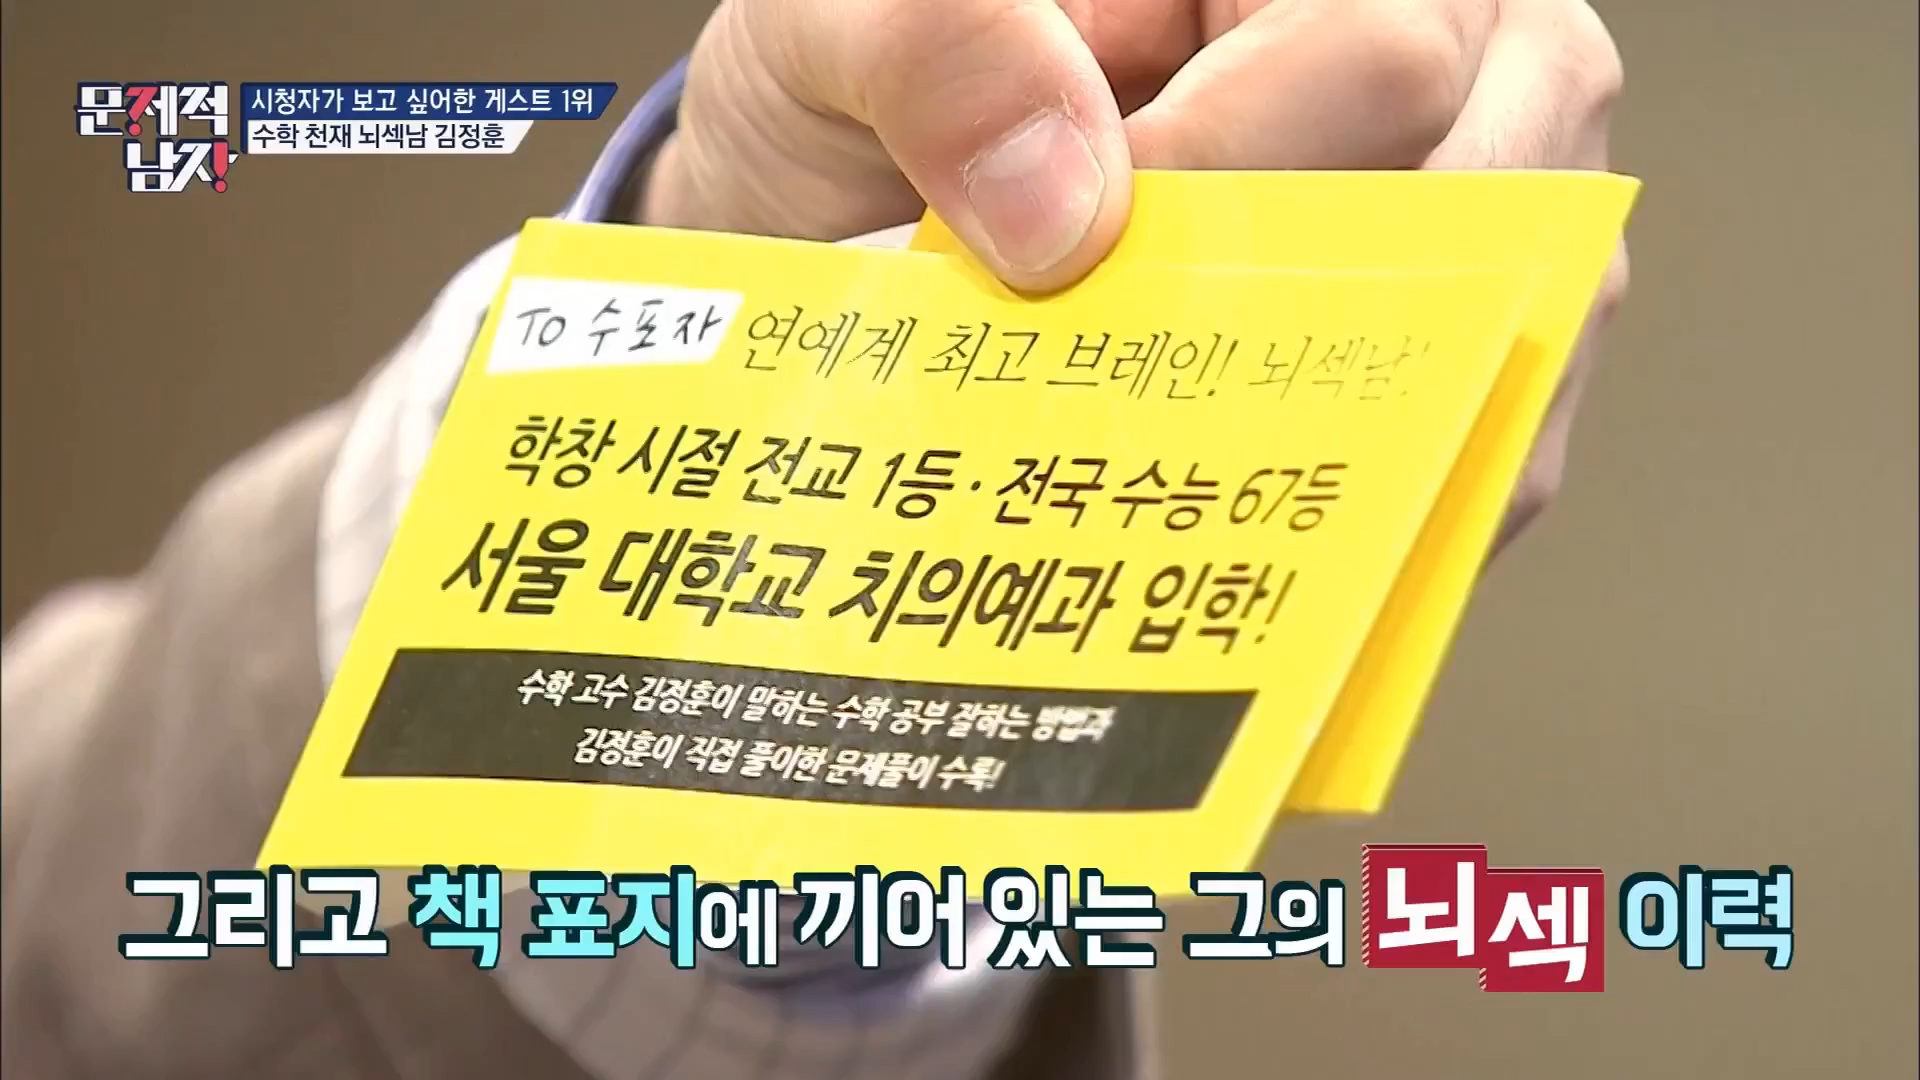 문제적
남자
시청자가 보고 싶어한 게스트 1위
수학 천재 뇌섹남 김정훈
To 수포자
연예계 최고 브레인! 뇌섹남!
학창 시절 전교 1등·전국 수능 67등
서울 대학교 치의예과 입학!
수학 고수 김정훈이 말하는 수학 공부 잘하는 방법과
김정훈이 직접 풀이한 문제풀이 수록!
그리고 책 표지에 끼어 있는 그의 뇌섹 이력